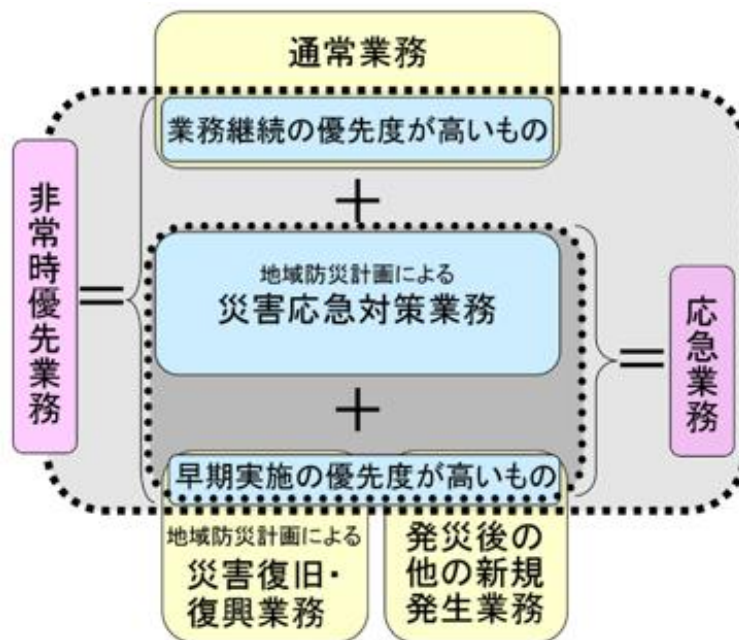 通常業務
業務継続の優先度が高いもの
+
非常時優先業務
=
地域防災計画による
災害応急対策業務
=
応急業務
+
早期実施の優先度が高いもの
地域防災計画による
災害復旧・
復興業務
発災後の
他の新規
発生業務